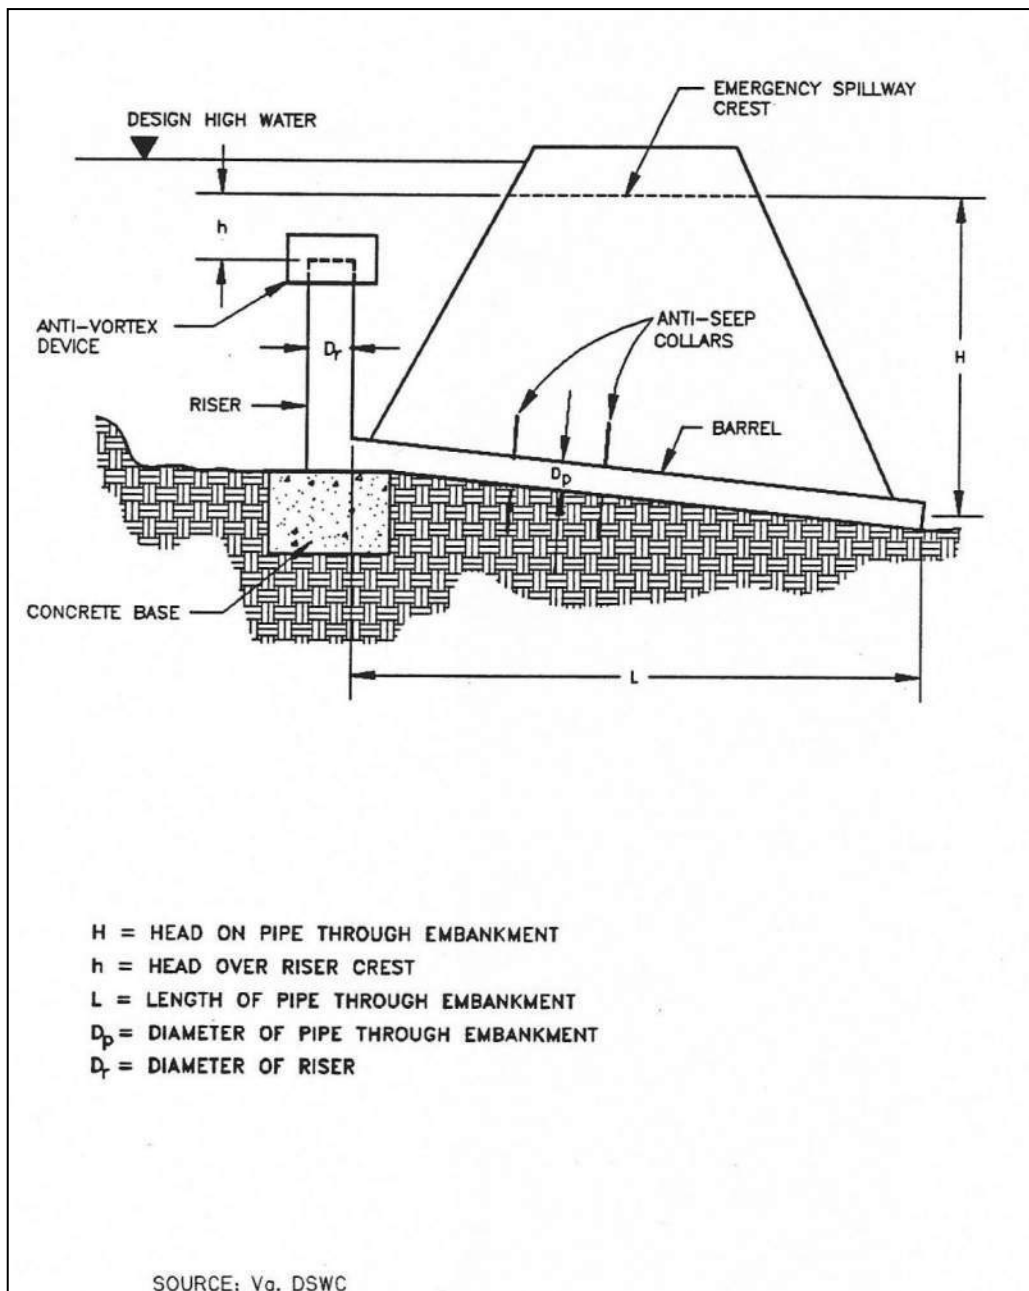 EMERGENCY SPILLWAY
CREST
DESIGN HIGH WATER
h
ANTI-VORTEX
DEVICE
Dr
ANTI-SEEP
COLLARS
H
RISER
BARREL
Dp
CONCRETE BASE
L
H = HEAD ON PIPE THROUGH EMBANKMENT
h = HEAD OVER RISER CREST
L = LENGTH OF PIPE THROUGH EMBANKMENT
Dp = DIAMETER OF PIPE THROUGH EMBANKMENT
Dr = DIAMETER OF RISER
SOURCE: Va. DSWC